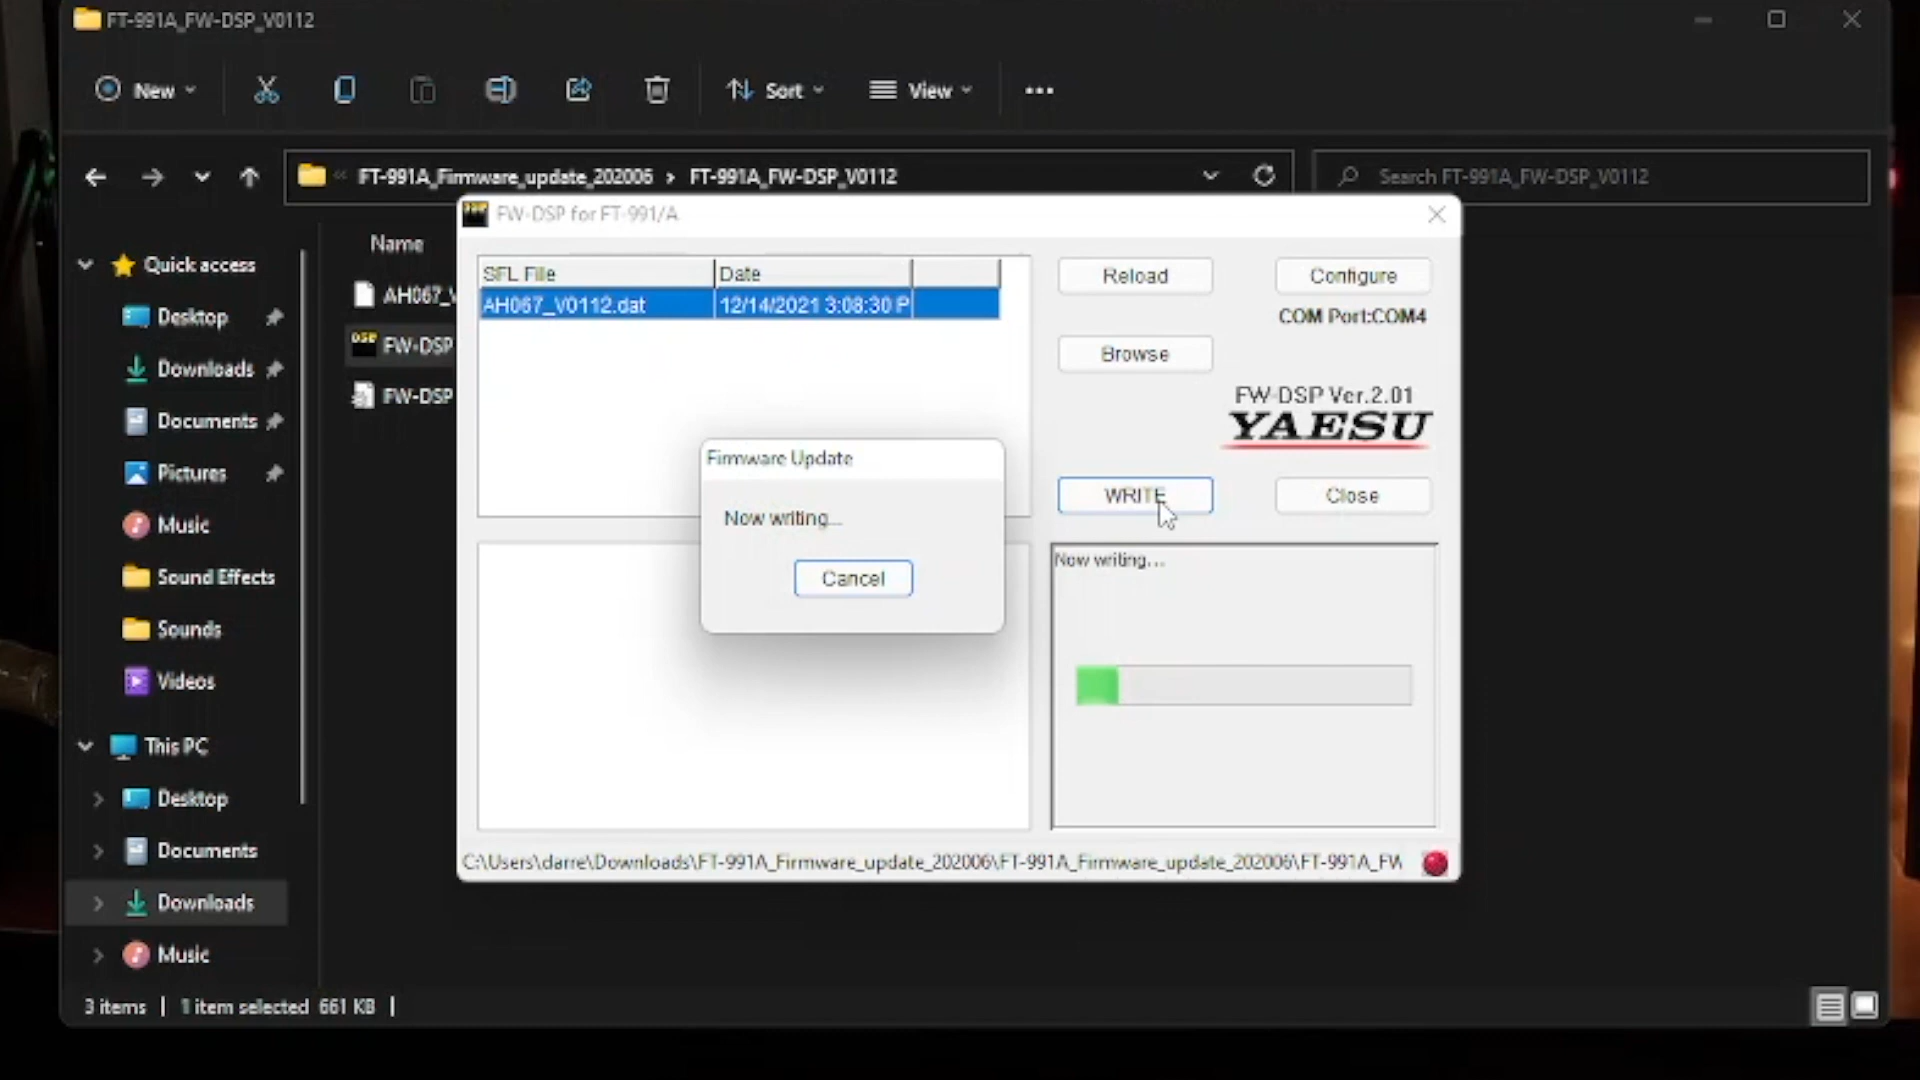 FT-991A_FW-DSP_V0112
New
Sort
View
FT-991A_Firmware_update_202006 > FT-991A_FW-DSP_V0112
Search FT-991A_FW-DSP_V0112
Name
AH067_V
FW-DSP
FW-DSP
Quick access
Desktop
Downloads
Documents
Pictures
Music
Sound Effects
Sounds
Videos
This PC
Desktop
Documents
Downloads
Music
3 items | 1 item selected 661 KB |
DSP FW-DSP for FT-991/A
SFL File Date
AH067_V0112.dat 12/14/2021 3:08:30 P
Reload
Configure
COM Port:COM4
Browse
FW-DSP Ver.2.01
YAESU
WRITE
Close
Firmware Update
Now writing...
Cancel
Now writing...
C:\Users\darre\Downloads\FT-991A_Firmware_update_202006\FT-991A_Firmware_update_202006\FT-991A_FW